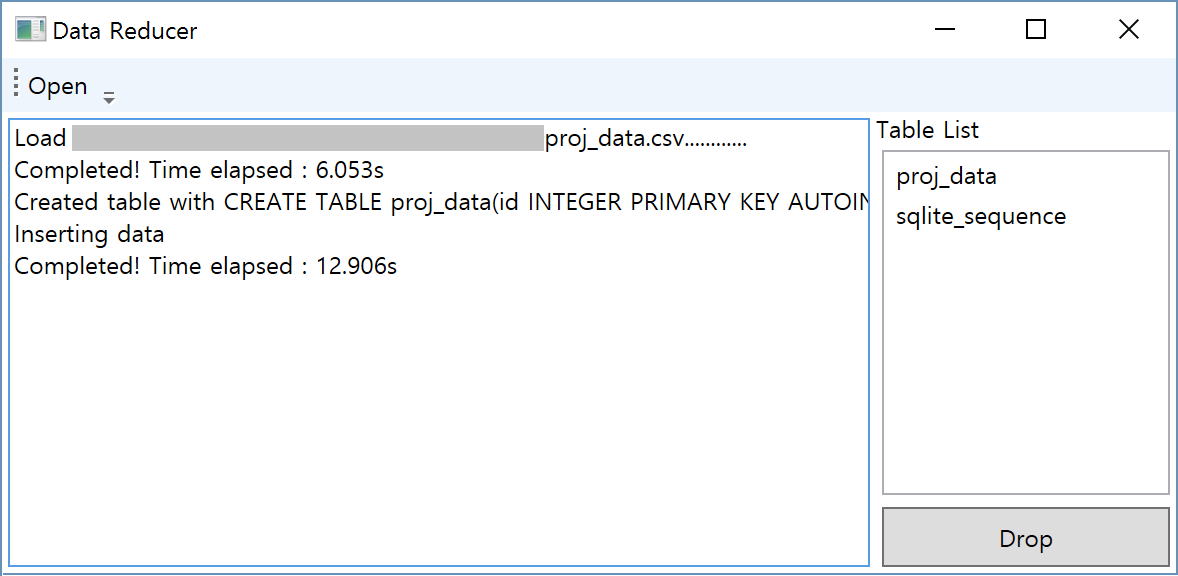 Data Reducer
Open
Load proj_data.csv............
Completed! Time elapsed : 6.053s
Created table with CREATE TABLE proj_data(id INTEGER PRIMARY KEY AUTOIN
Inserting data
Completed! Time elapsed : 12.906s
Table List
proj_data
sqlite_sequence
Drop